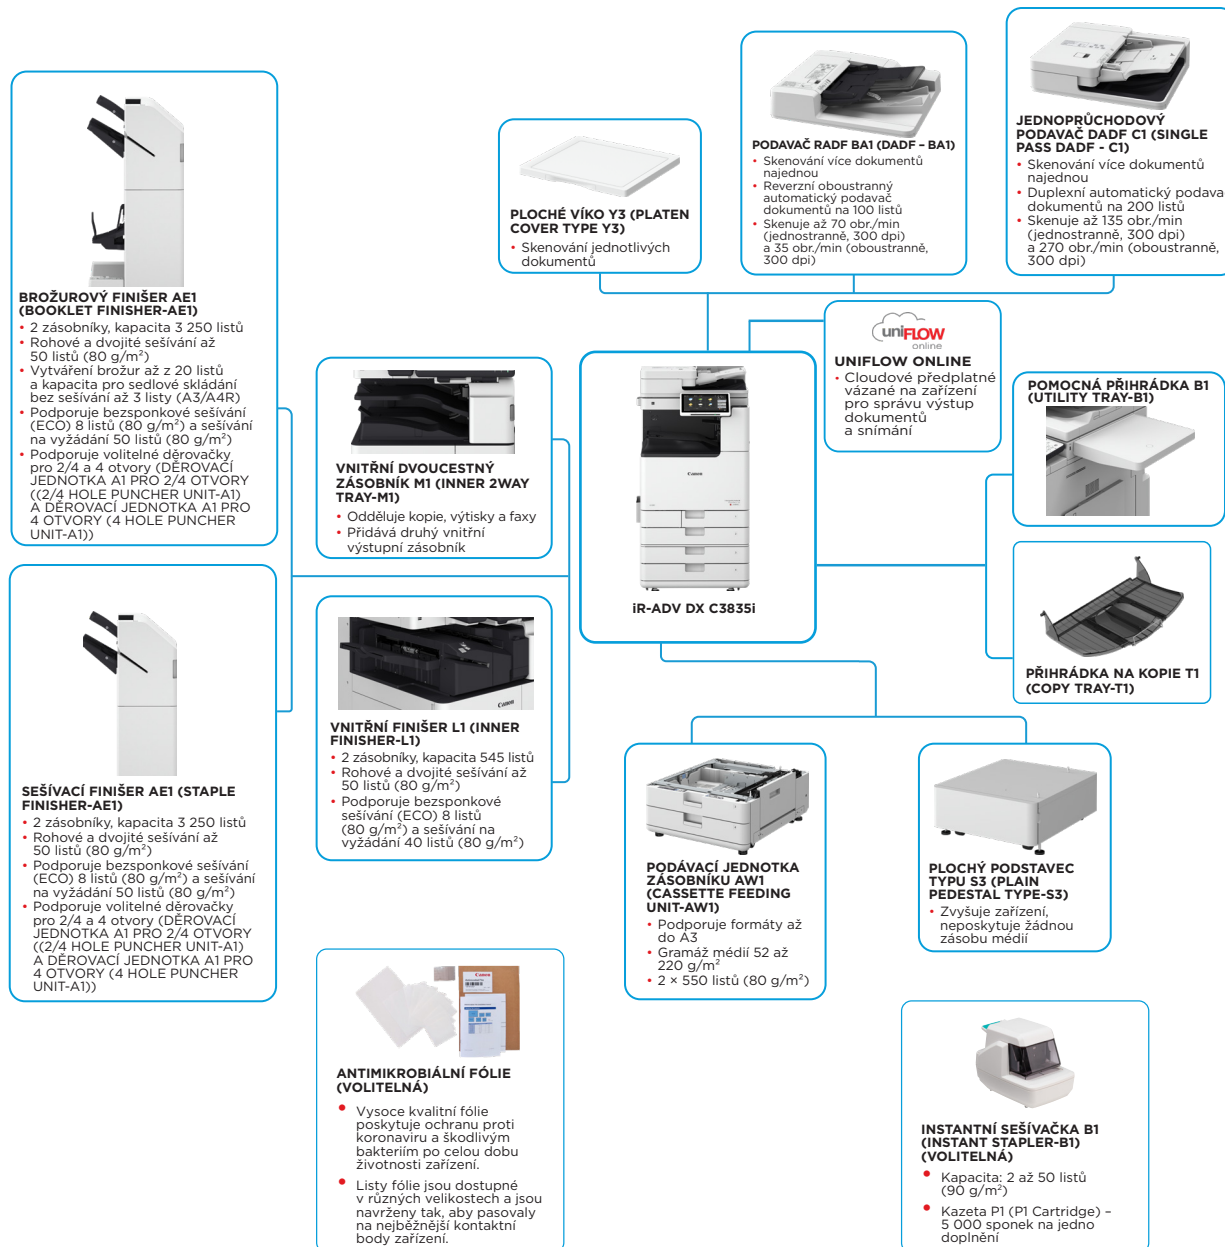 BROŽUROVÝ FINIŠER AE1
(BOOKLET FINISHER-AE1)
• 2 zásobníky, kapacita 3 250 listů
• Rohové a dvojité sešívání až
50 listů (80 g/m²)
• Vytváření brožur až z 20 listů
a kapacita pro sedlové skládání
bez sešívání až 3 listy (A3/A4R)
• Podporuje bezsponkové sešívání
(ECO) 8 listů (80 g/m²) a sešívání
na vyžádání 50 listů (80 g/m²)
• Podporuje volitelné děrovačky
pro 2/4 a 4 otvory (DĚROVACÍ
JEDNOTKA A1 PRO 2/4 OTVORY
((2/4 HOLE PUNCHER UNIT-A1)
A DĚROVACÍ JEDNOTKA A1 PRO
4 OTVORY (4 HOLE PUNCHER
UNIT-A1))
SEŠÍVACÍ FINIŠER AE1 (STAPLE
FINISHER-AE1)
• 2 zásobníky, kapacita 3 250 listů
• Rohové a dvojité sešívání až
50 listů (80 g/m²)
• Podporuje bezsponkové sešívání
(ECO) 8 listů (80 g/m²) a sešívání
na vyžádání 50 listů (80 g/m²)
• Podporuje volitelné děrovačky
pro 2/4 a 4 otvory (DĚROVACÍ
JEDNOTKA A1 PRO 2/4 OTVORY
((2/4 HOLE PUNCHER UNIT-A1)
A DĚROVACÍ JEDNOTKA A1 PRO
4 OTVORY (4 HOLE PUNCHER
UNIT-A1))
VNITŘNÍ DVOUCESTNÝ
ZÁSOBNÍK M1 (INNER 2WAY
TRAY-M1)
• Odděluje kopie, výtisky a faxy
• Přidává druhý vnitřní
výstupní zásobník
Canon
VNITŘNÍ FINIŠER L1 (INNER
FINISHER-L1)
• 2 zásobníky, kapacita 545 listů
• Rohové a dvojité sešívání až
50 listů (80 g/m²)
• Podporuje bezsponkové
sešívání (ECO) 8 listů
(80 g/m²) a sešívání na
vyžádání 40 listů (80 g/m²)
Canon
ANTIMIKROBIÁLNÍ FÓLIE
(VOLITELNÁ)
• Vysoce kvalitní fólie
poskytuje ochranu proti
koronaviru a škodlivým
bakteriím po celou dobu
životnosti zařízení.
• Listy fólie jsou dostupné
v různých velikostech a jsou
navrženy tak, aby pasovaly
na nejběžnější kontaktní
body zařízení.
PLOCHÉ VÍKO Y3 (PLATEN
COVER TYPE Y3)
• Skenování jednotlivých
dokumentů
PODAVAČ RADF BA1 (DADF – BA1)
• Skenování více dokumentů
najednou
• Reverzní oboustranný
automatický podavač
dokumentů na 100 listů
• Skenuje až 70 obr./min
(jednostranně, 300 dpi)
a 35 obr./min (oboustranně,
300 dpi)
JEDNOPRŮCHODOVÝ
PODAVAČ DADF C1 (SINGLE
PASS DADF - C1)
• Skenování více dokumentů
najednou
• Duplexní automatický podava
dokumentů na 200 listů
• Skenuje až 135 obr./min
(jednostranně, 300 dpi)
a 270 obr./min (oboustranně,
300 dpi)
Canon
iR-ADV DX C3835i
uniFLOW
online
UNIFLOW ONLINE
• Cloudové předplatné
vázané na zařízení
pro správu výstup
dokumentů
a snímání
POMOCNÁ PŘIHRÁDKA B1
(UTILITY TRAY-B1)
PŘIHRÁDKA NA KOPIE T1
(COPY TRAY-T1)
PODÁVACÍ JEDNOTKA
ZÁSOBNÍKU AW1
(CASSETTE FEEDING
UNIT-AW1)
• Podporuje formáty až
do A3
• Gramáž médií 52 až
220 g/m²
• 2 × 550 listů (80 g/m²)
PLOCHÝ PODSTAVEC
TYPU S3 (PLAIN
PEDESTAL TYPE-S3)
• Zvyšuje zařízení,
neposkytuje žádnou
zásobu médií
INSTANTNÍ SEŠÍVAČKA B1
(INSTANT STAPLER-B1)
(VOLITELNÁ)
• Kapacita: 2 až 50 listů
(90 g/m²)
• Kazeta P1 (P1 Cartridge) –
5 000 sponek na jedno
doplnění